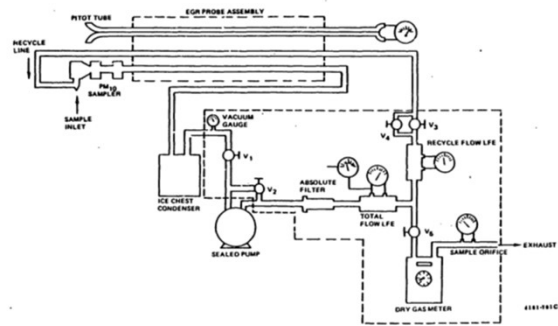 EGR PROBE ASSEMBLY
PITOT TUBE
RECYCLE
LINE
PM10
SAMPLER
SAMPLE
INLET
VACUUM
GAUGE
V1
V2
V4
V3
RECYCLE FLOW LFE
ICE CHEST
CONDENSER
ABSOLUTE
FILTER
TOTAL
FLOW LFE
SEALED PUMP
V5
SAMPLE ORIFICE
EXHAUST
DRY GAS METER